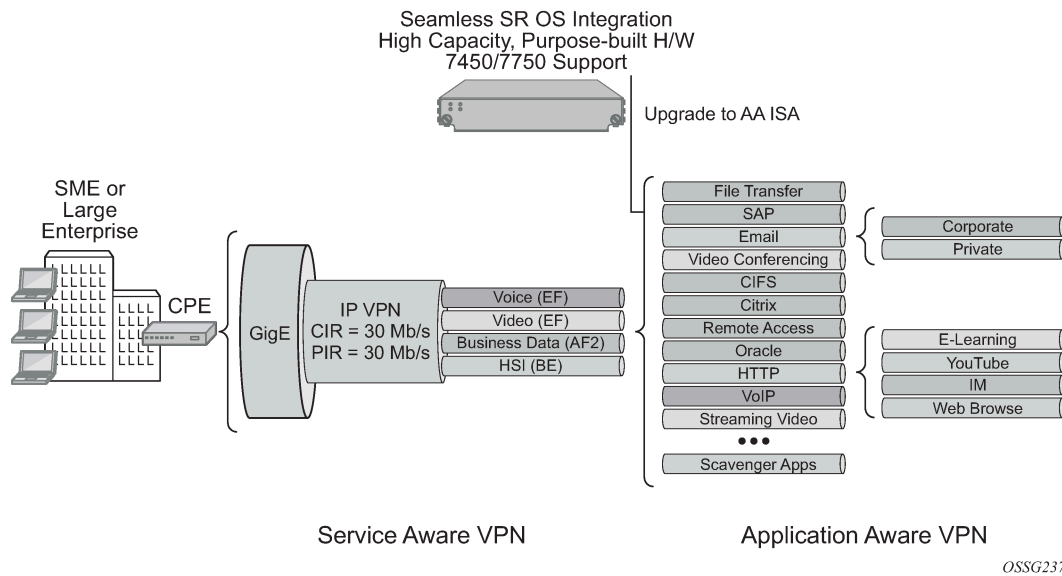 Seamless SR OS Integration
High Capacity, Purpose-built H/W
7450/7750 Support
Upgrade to AA ISA
SME or
Large
Enterprise
CPE
GigE
IP VPN
CIR = 30 Mb/s
PIR = 30 Mb/s
Voice (EF)
Video (EF)
Business Data (AF2)
HSI (BE)
File Transfer
SAP
Email
Video Conferencing
CIFS
Citrix
Remote Access
Oracle
HTTP
VoIP
Streaming Video
•••
Scavenger Apps
Corporate
Private
E-Learning
YouTube
IM
Web Browse
Service Aware VPN
Application Aware VPN
OSSG237